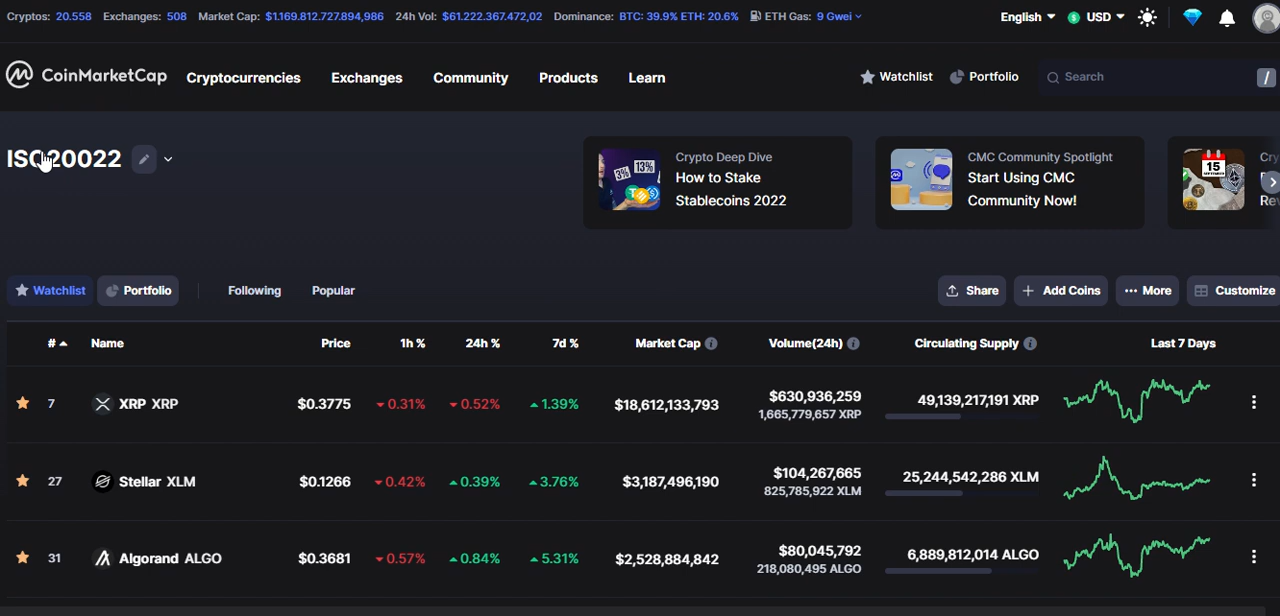 Cryptos: 20.558 Exchanges: 508 Market Cap: $1.169.812.727.894,986 24h Vol: $61.222.367.472,02 Dominance: BTC: 39.9% ETH: 20.6% ETH Gas: 9 Gwei English USD
CoinMarketCap Cryptocurrencies Exchanges Community Products Learn Watchlist Portfolio Search /
ISO20022
13%
3%
Crypto Deep Dive
How to Stake
Stablecoins 2022
CMC Community Spotlight
Start Using CMC
Community Now!
15
Watchlist Portfolio Following Popular Share + Add Coins More Customize
# Name Price 1h % 24h % 7d % Market Cap Volume(24h) Circulating Supply Last 7 Days
7 XRP XRP $0.3775 0.31% 0.52% 1.39% $18,612,133,793 $630,936,259 49,139,217,191 XRP
1,665,779,657 XRP
27 Stellar XLM $0.1266 0.42% 0.39% 3.76% $3,187,496,190 $104,267,665 25,244,542,286 XLM
825,785,922 XLM
31 Algorand ALGO $0.3681 0.57% 0.84% 5.31% $2,528,884,842 $80,045,792 6,889,812,014 ALGO
218,080,495 ALGO